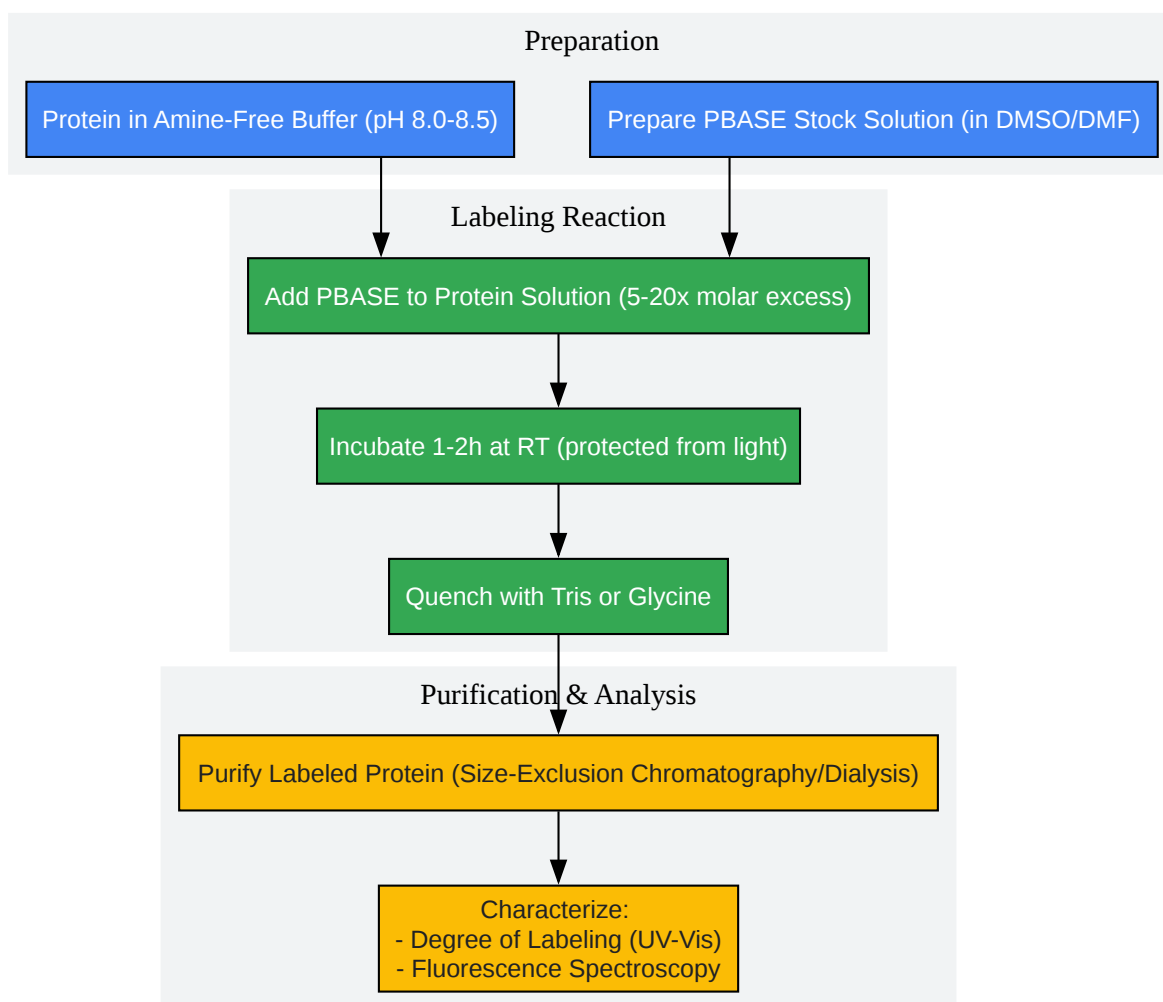 Preparation
Protein in Amine-Free Buffer (pH 8.0-8.5)
Prepare PBASE Stock Solution (in DMSO/DMF)
Labeling Reaction
Add PBASE to Protein Solution (5-20x molar excess)
Incubate 1-2h at RT (protected from light)
Quench with Tris or Glycine
Purification & Analysis
Purify Labeled Protein (Size-Exclusion Chromatography/Dialysis)
Characterize:
- Degree of Labeling (UV-Vis)
- Fluorescence Spectroscopy